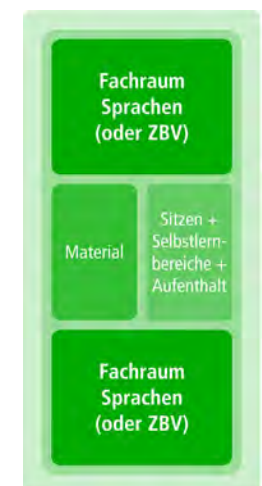 Fachraum
Sprachen
(oder ZBV)
Material
Sitzen +
Selbstlern-
bereiche +
Aufenthalt
Fachraum
Sprachen
(oder ZBV)